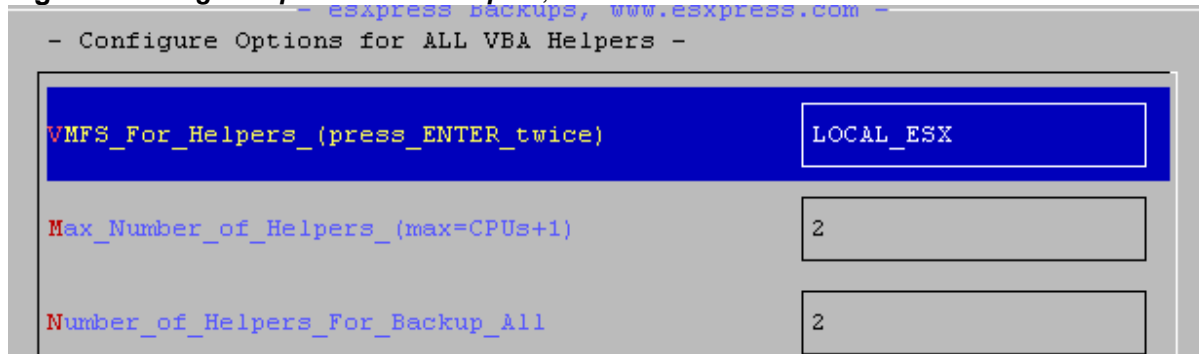 – esXpress Backups, www.esxpress.com –
– Configure Options for ALL VBA Helpers –
VMFS_For_Helpers_(press_ENTER_twice) LOCAL_ESX
Max_Number_of_Helpers_(max=CPUs+1) 2
Number_of_Helpers_For_Backup_All 2